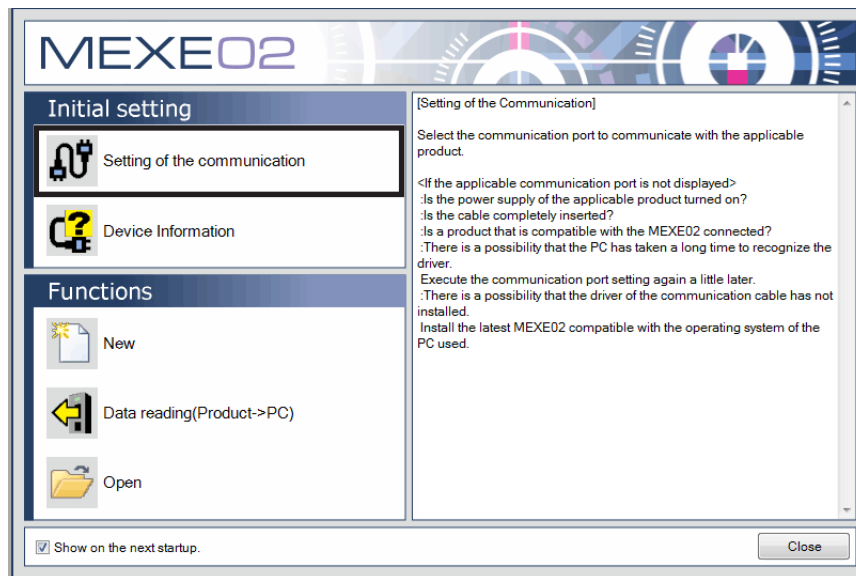 MEXE02
Initial setting
Setting of the communication
Device Information
Functions
New
Data reading(Product->PC)
Open
[Setting of the Communication]
Select the communication port to communicate with the applicable
product.
<If the applicable communication port is not displayed>
:Is the power supply of the applicable product turned on?
:Is the cable completely inserted?
:Is a product that is compatible with the MEXE02 connected?
:There is a possibility that the PC has taken a long time to recognize the
driver.
Execute the communication port setting again a little later.
:There is a possibility that the driver of the communication cable has not
installed.
Install the latest MEXE02 compatible with the operating system of the
PC used.
Show on the next startup.
Close